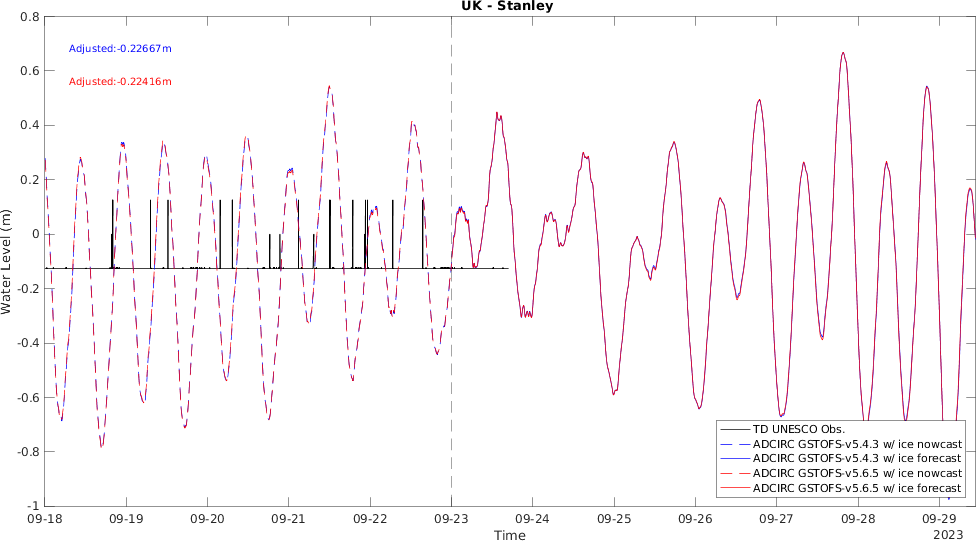 UK - Stanley
Adjusted:-0.22667m
Adjusted:-0.22416m
Water Level (m)
0.8
0.6
0.4
0.2
0
-0.2
-0.4
-0.6
-0.8
-1
TD UNESCO Obs.
ADCIRC GSTOFS-v5.4.3 w/ ice nowcast
ADCIRC GSTOFS-v5.4.3 w/ ice forecast
ADCIRC GSTOFS-v5.6.5 w/ ice nowcast
ADCIRC GSTOFS-v5.6.5 w/ ice forecast
09-18 09-19 09-20 09-21 09-22 09-23 09-24 09-25 09-26 09-27 09-28 09-29
Time
2023